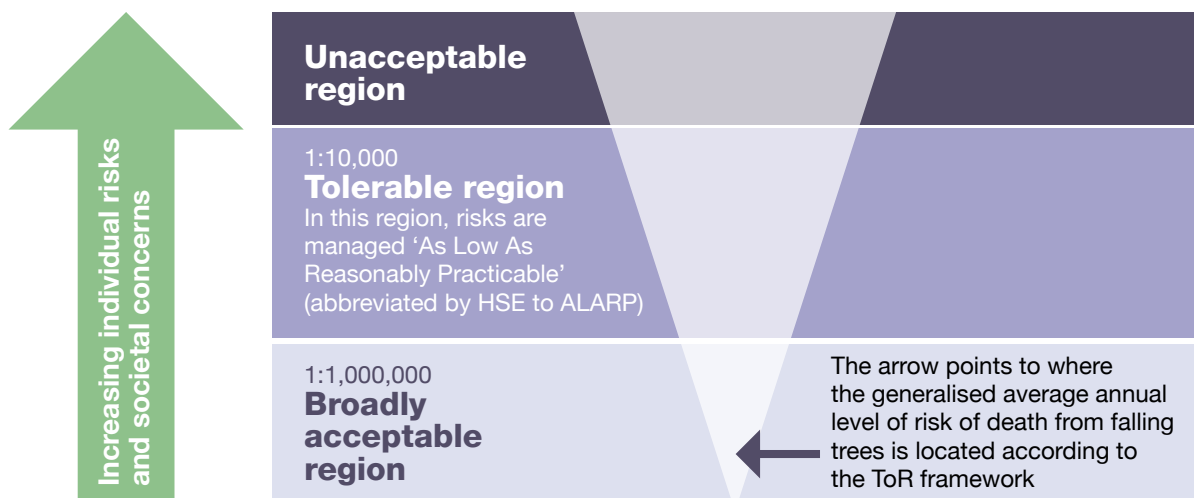 Increasing individual risks
and societal concerns
Unacceptable
region
1:10,000
Tolerable region
In this region, risks are
managed ‘As Low As
Reasonably Practicable’
(abbreviated by HSE to ALARP)
1:1,000,000
Broadly
acceptable
region
The arrow points to where
the generalised average annual
level of risk of death from falling
trees is located according to
the ToR framework